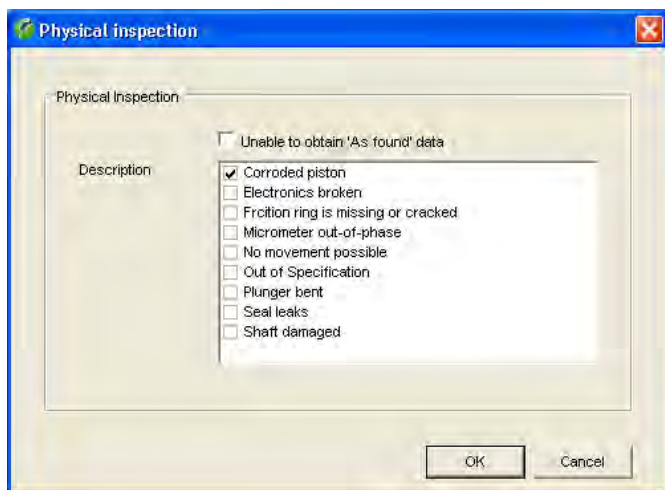 Physical inspection
Physical Inspection
Unable to obtain 'As found' data
Description
Corroded piston
Electronics broken
Frcition ring is missing or cracked
Micrometer out-of-phase
No movement possible
Out of Specification
Plunger bent
Seal leaks
Shaft damaged
OK
Cancel